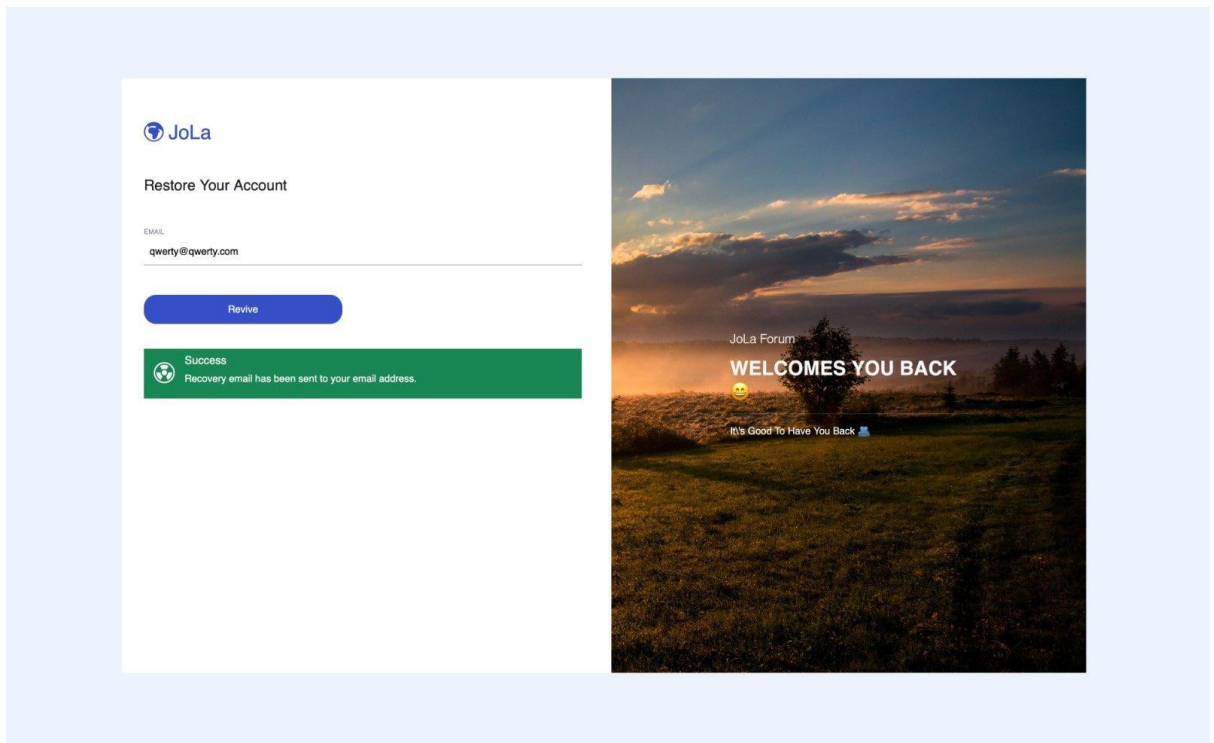 JoLa
Restore Your Account
EMAIL
qwerty@qwerty.com
Revive
Success
Recovery email has been sent to your email address.
JoLa Forum
WELCOMES YOU BACK
😄
It\'s Good To Have You Back 🫂